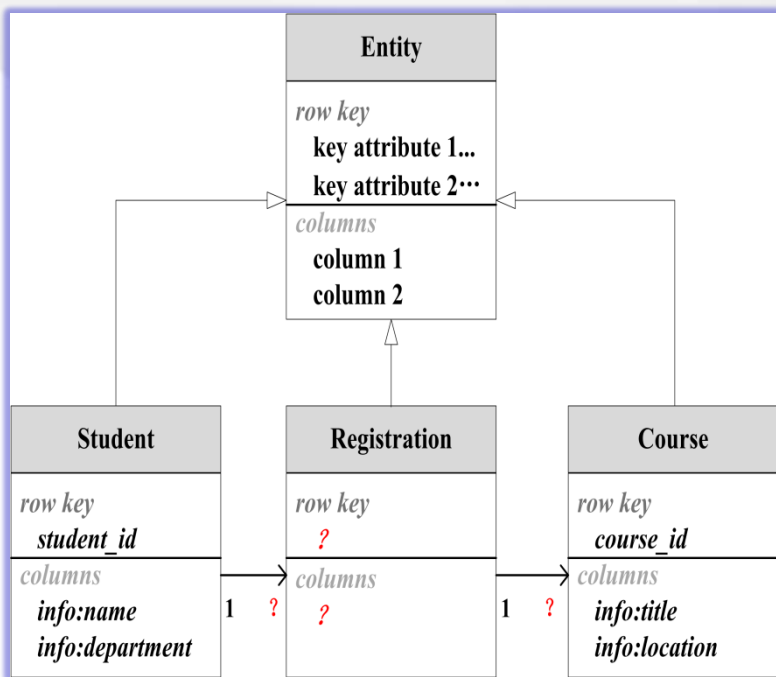 Entity
row key
key attribute 1...
key attribute 2···
columns
column 1
column 2
Student
row key
student_id
columns
info:name
info:department
1 ?
Registration
row key
?
columns
?
1 ?
Course
row key
course_id
columns
info:title
info:location